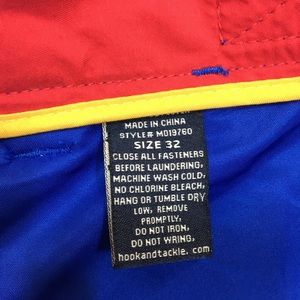 MADE IN CHINA
STYLE# M019760
SIZE 32
CLOSE ALL FASTENERS
BEFORE LAUNDERING,
MACHINE WASH COLD,
NO CHLORINE BLEACH,
HANG OR TUMBLE DRY
LOW, REMOVE
PROMPTLY,
DO NOT IRON,
DO NOT WRING,
hookandtackle.com